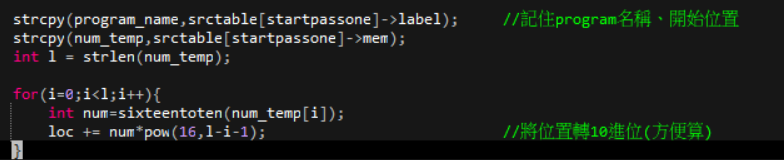 strcpy(program_name,srctable[startpassone]->label);     //記住program名稱、開始位置
strcpy(num_temp,srctable[startpassone]->mem);
int l = strlen(num_temp);
for(i=0;i<l;i++){
    int num=sixteentoten(num_temp[i]);
    loc += num*pow(16,l-i-1);                           //將位置轉10進位(方便算)
}